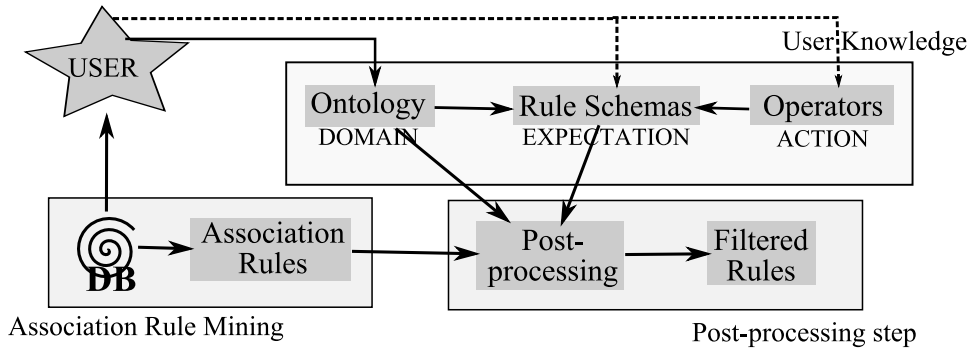 User Knowledge
USER
Ontology
DOMAIN
Rule Schemas
EXPECTATION
Operators
ACTION
DB
Association
Rules
Post-
processing
Filtered
Rules
Association Rule Mining
Post-processing step